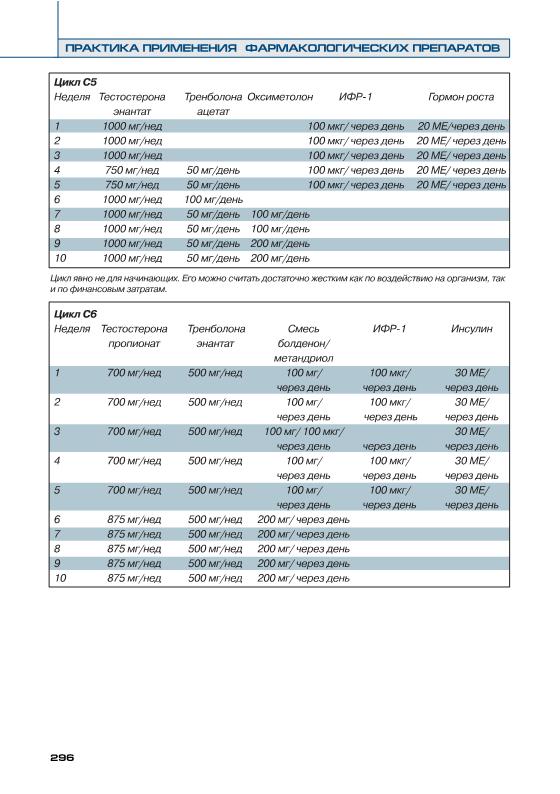 ПРАКТИКА ПРИМЕНЕНИЯ ФАРМАКОЛОГИЧЕСКИХ ПРЕПАРАТОВ
Цикл С5
Неделя Тестостерона Тренболона Оксиметолон ИФР-1 Гормон роста
энантат ацетат
1 1000 мг/нед 100 мкг/ через день 20 МЕ/через день
2 1000 мг/нед 100 мкг/ через день 20 МЕ/ через день
3 1000 мг/нед 100 мкг/ через день 20 МЕ/ через день
4 750 мг/нед 50 мг/день 100 мкг/ через день 20 МЕ/ через день
5 750 мг/нед 50 мг/день 100 мкг/ через день 20 МЕ/ через день
6 1000 мг/нед 100 мг/день
7 1000 мг/нед 50 мг/день 100 мг/день
8 1000 мг/нед 50 мг/день 100 мг/день
9 1000 мг/нед 50 мг/день 200 мг/день
10 1000 мг/нед 50 мг/день 200 мг/день
Цикл явно не для начинающих. Его можно считать достаточно жестким как по воздействию на организм, так
и по финансовым затратам.
Цикл С6
Неделя Тестостерона Тренболона Смесь ИФР-1 Инсулин
пропионат энантат болденон/
метандриол
1 700 мг/нед 500 мг/нед 100 мг/ 100 мкг/ 30 МЕ/
через день через день через день
2 700 мг/нед 500 мг/нед 100 мг/ 100 мкг/ 30 МЕ/
через день через день через день
3 700 мг/нед 500 мг/нед 100 мг/ 100 мкг/ 30 МЕ/
через день через день через день
4 700 мг/нед 500 мг/нед 100 мг/ 100 мкг/ 30 МЕ/
через день через день через день
5 700 мг/нед 500 мг/нед 100 мг/ 100 мкг/ 30 МЕ/
через день через день через день
6 875 мг/нед 500 мг/нед 200 мг/ через день
7 875 мг/нед 500 мг/нед 200 мг/ через день
8 875 мг/нед 500 мг/нед 200 мг/ через день
9 875 мг/нед 500 мг/нед 200 мг/ через день
10 875 мг/нед 500 мг/нед 200 мг/ через день
296